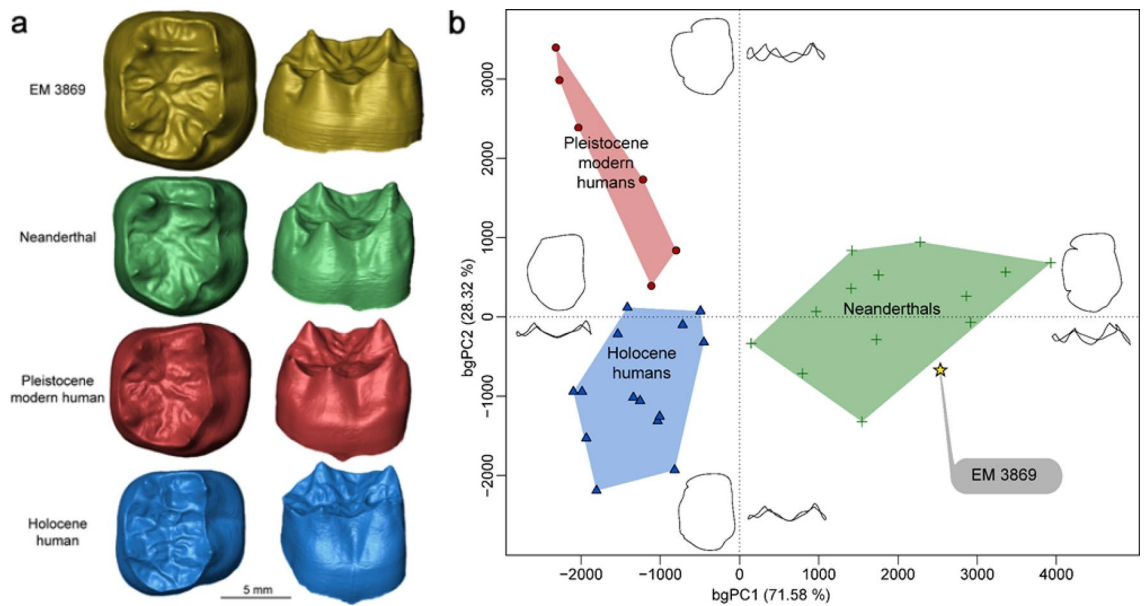 a
EM 3869
Neanderthal
Pleistocene
modern human
Holocene
human
5 mm
b
bgPC2 (28.32 %)
3000
2000
1000
0
−1000
−2000
Pleistocene
modern
humans
Neanderthals
Holocene
humans
EM 3869
−2000
−1000
0
1000
2000
3000
4000
bgPC1 (71.58 %)